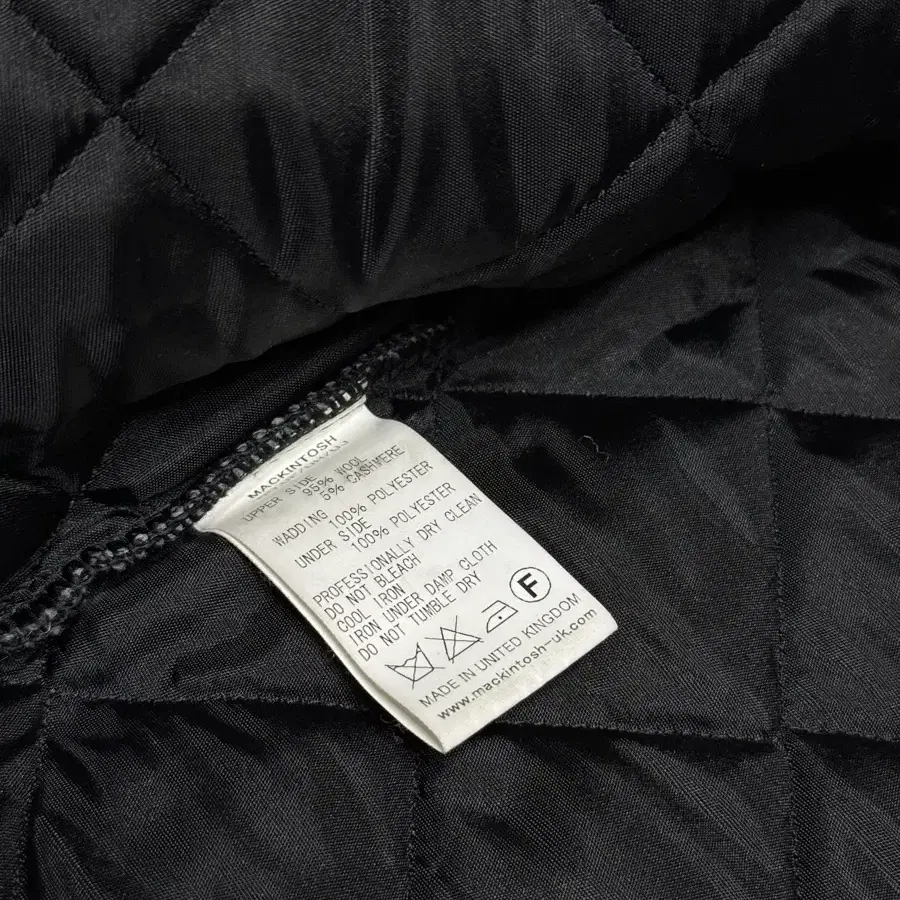 MACKINTOSH
UPPER SIDE
95% WOOL
5% CASHMERE
WADDING
100% POLYESTER
UNDER SIDE
100% POLYESTER
PROFESSIONALLY DRY CLEAN
DO NOT BLEACH
COOL IRON
IRON UNDER DAMP CLOTH
DO NOT TUMBLE DRY
F
MADE IN UNITED KINGDOM
www.mackintosh-uk.com